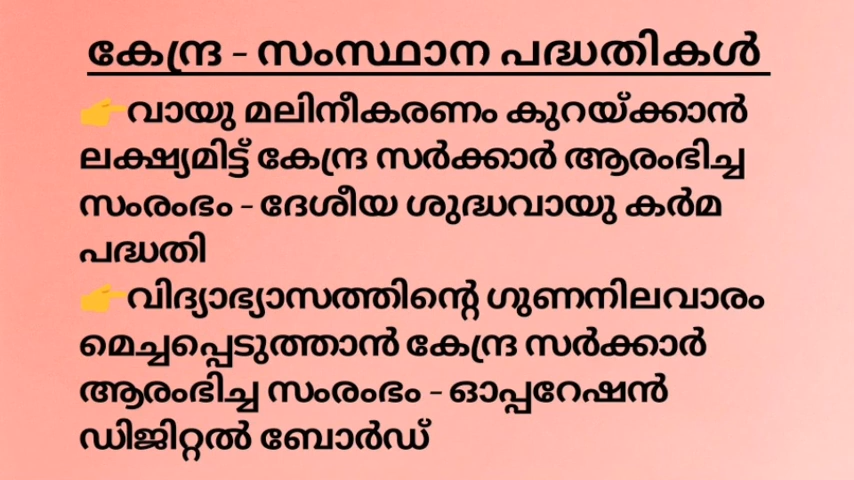 കേന്ദ്ര - സംസ്ഥാന പദ്ധതികൾ
👉വായു മലിനീകരണം കുറയ്ക്കാൻ
ലക്ഷ്യമിട്ട് കേന്ദ്ര സർക്കാർ ആരംഭിച്ച
സംരംഭം - ദേശീയ ശുദ്ധവായു കർമ
പദ്ധതി
👉വിദ്യാഭ്യാസത്തിന്റെ ഗുണനിലവാരം
മെച്ചപ്പെടുത്താൻ കേന്ദ്ര സർക്കാർ
ആരംഭിച്ച സംരംഭം - ഓപ്പറേഷൻ
ഡിജിറ്റൽ ബോർഡ്